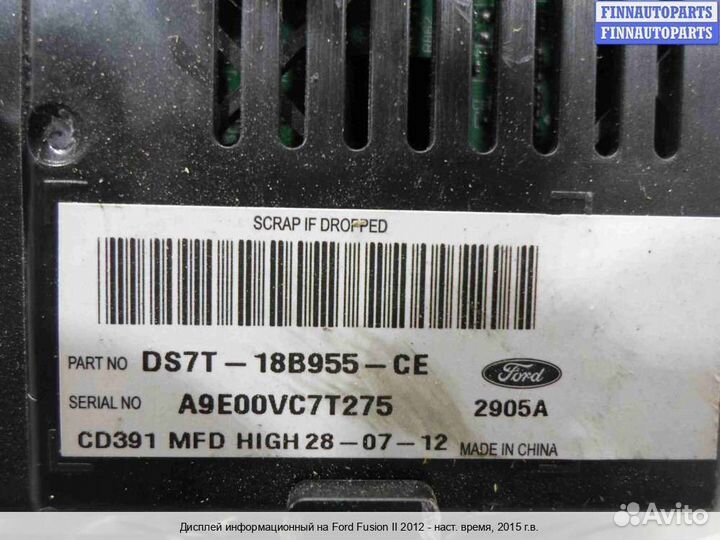 FINNAUTOPARTS
FINNAUTOPARTS
SCRAP IF DROPPED
PART NO DS7T-18B955-CE
Ford
SERIAL NO A9E00VC7T275 2905A
CD391 MFD HIGH 28-07-12 MADE IN CHINA
Avito
Дисплей информационный на Ford Fusion II 2012 - наст. время, 2015 г.в.